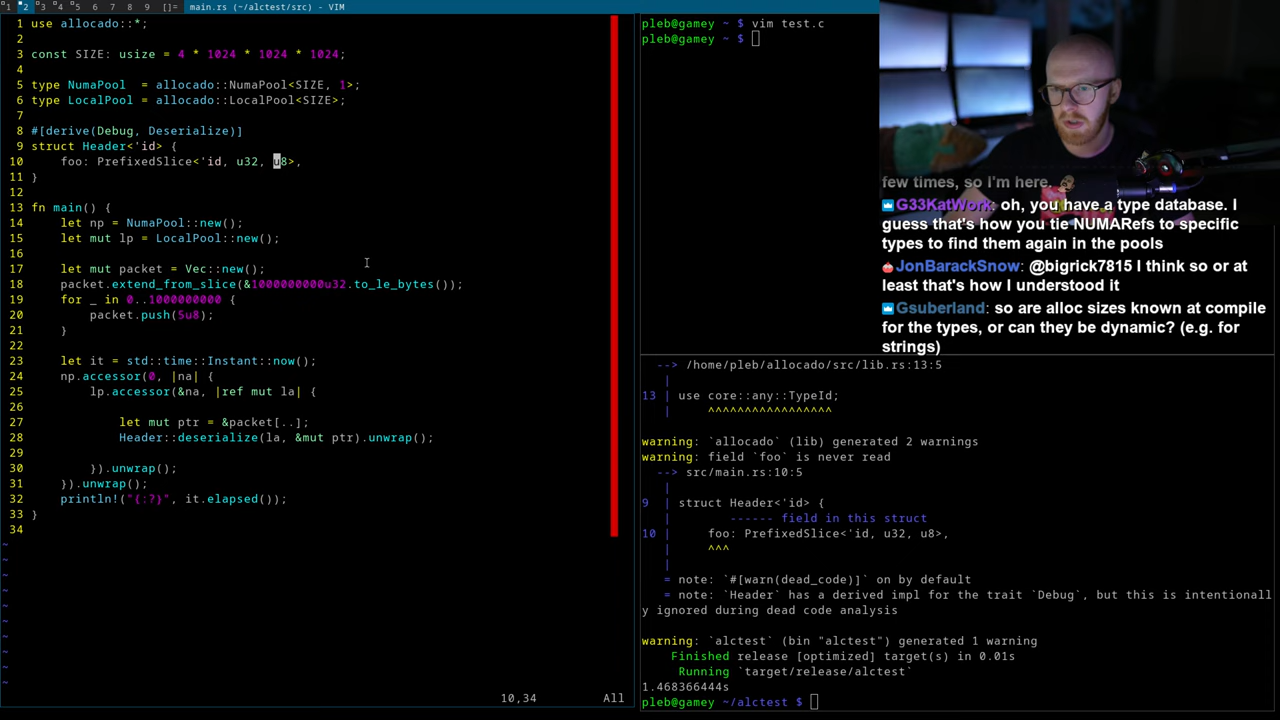 1 2 3 4 5 6 7 8 9 []= main.rs (~/alctest/src) - VIM
1 use allocado::*;
2
3 const SIZE: usize = 4 * 1024 * 1024 * 1024;
4
5 type NumaPool  = allocado::NumaPool<SIZE, 1>;
6 type LocalPool = allocado::LocalPool<SIZE>;
7
8 #[derive(Debug, Deserialize)]
9 struct Header<'id> {
10     foo: PrefixedSlice<'id, u32, u8>,
11 }
12
13 fn main() {
14     let np = NumaPool::new();
15     let mut lp = LocalPool::new();
16
17     let mut packet = Vec::new();
18     packet.extend_from_slice(&1000000000u32.to_le_bytes());
19     for _ in 0..1000000000 {
20         packet.push(5u8);
21     }
22
23     let it = std::time::Instant::now();
24     np.accessor(0, |na| {
25         lp.accessor(&na, |ref mut la| {
26
27             let mut ptr = &packet[..];
28             Header::deserialize(la, &mut ptr).unwrap();
29
30         }).unwrap();
31     }).unwrap();
32     println!("{:?}", it.elapsed());
33 }
34
~
~
~
~
~
~
~
~
~
~
10,34 All
pleb@gamey ~ $ vim test.c
pleb@gamey ~ $
few times, so I'm here.
G33KatWork: oh, you have a type database. I
guess that's how you tie NUMARefs to specific
types to find them again in the pools
JonBarackSnow: @bigrick7815 I think so or at
least that's how I understood it
Gsuberland: so are alloc sizes known at compile
for the types, or can they be dynamic? (e.g. for
strings)
--> /home/pleb/allocado/src/lib.rs:13:5
|
13 | use core::any::TypeId;
| ^^^^^^^^^^^^^^^^^
warning: `allocado` (lib) generated 2 warnings
warning: field `foo` is never read
--> src/main.rs:10:5
|
9 | struct Header<'id> {
| ------ field in this struct
10 |     foo: PrefixedSlice<'id, u32, u8>,
| ^^^
|
= note: `#[warn(dead_code)]` on by default
= note: `Header` has a derived impl for the trait `Debug`, but this is intentionall
y ignored during dead code analysis
warning: `alctest` (bin "alctest") generated 1 warning
Finished release [optimized] target(s) in 0.01s
Running `target/release/alctest`
1.468366444s
pleb@gamey ~/alctest $